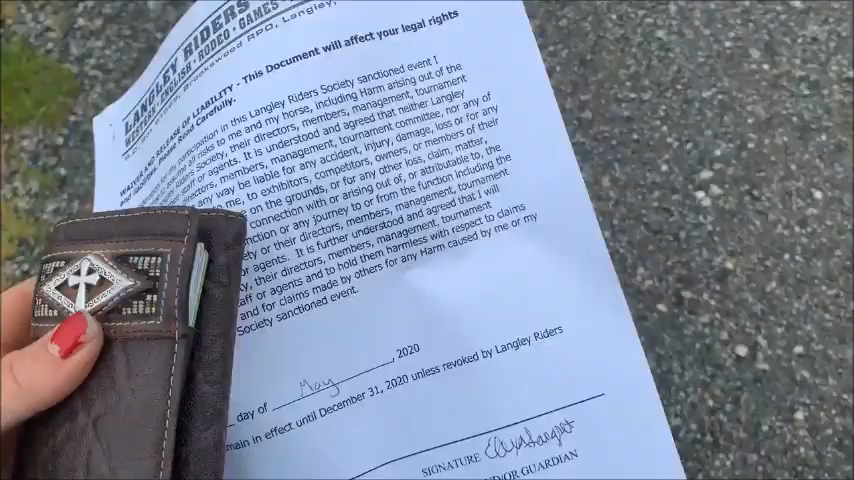 LANGLEY RIDERS
WESTERN • ENGLISH • RODEO • GAMES
Brookswood RPO, Langley
WAIVER AND RELEASE OF LIABILITY - This Document will affect your legal rights
Please Read Carefully.
my participation in this Langley Riders Society sanctioned event I
assume all risks to me and my horse, including Harm arising out of the
Riders Society, their directors, members, management, tournament
staff or agents. It is understood and agreed that neither Langley
directors, members, management, tournament committee, nor any of
any way be liable for any accident, injury, damage, loss or for any
to me, to exhibitors, competitors, owners, or members of their
on the grounds, or for any other loss, claim, matter,
connection with or arising out of, or attributable to, the
or any journey to or from the function including the
or their directors, members, management, tournament
or agents. It is further understood and agreed that I will
their directors, members, management, tournament
or agents and to hold them harmless with respect to claims
or for claims made by others for any Harm caused by me or my
Society sanctioned event.
day of May, 2020
main in effect until December 31, 2020 unless revoked by Langley Riders
SIGNATURE
AND/OR GUARDIAN